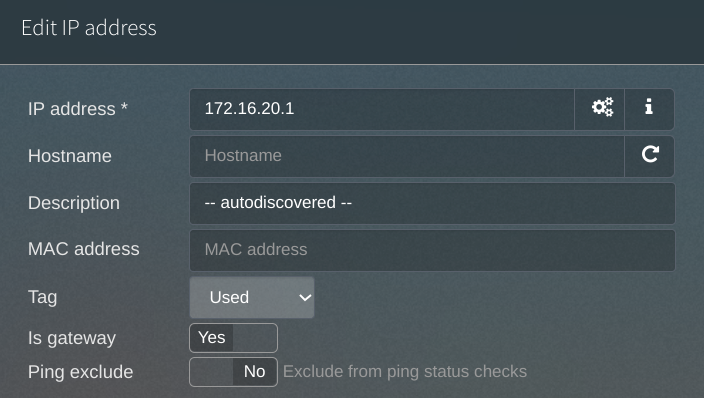 Edit IP address
IP address * 172.16.20.1
Hostname Hostname
Description -- autodiscovered --
MAC address MAC address
Tag Used
Is gateway Yes
Ping exclude No Exclude from ping status checks